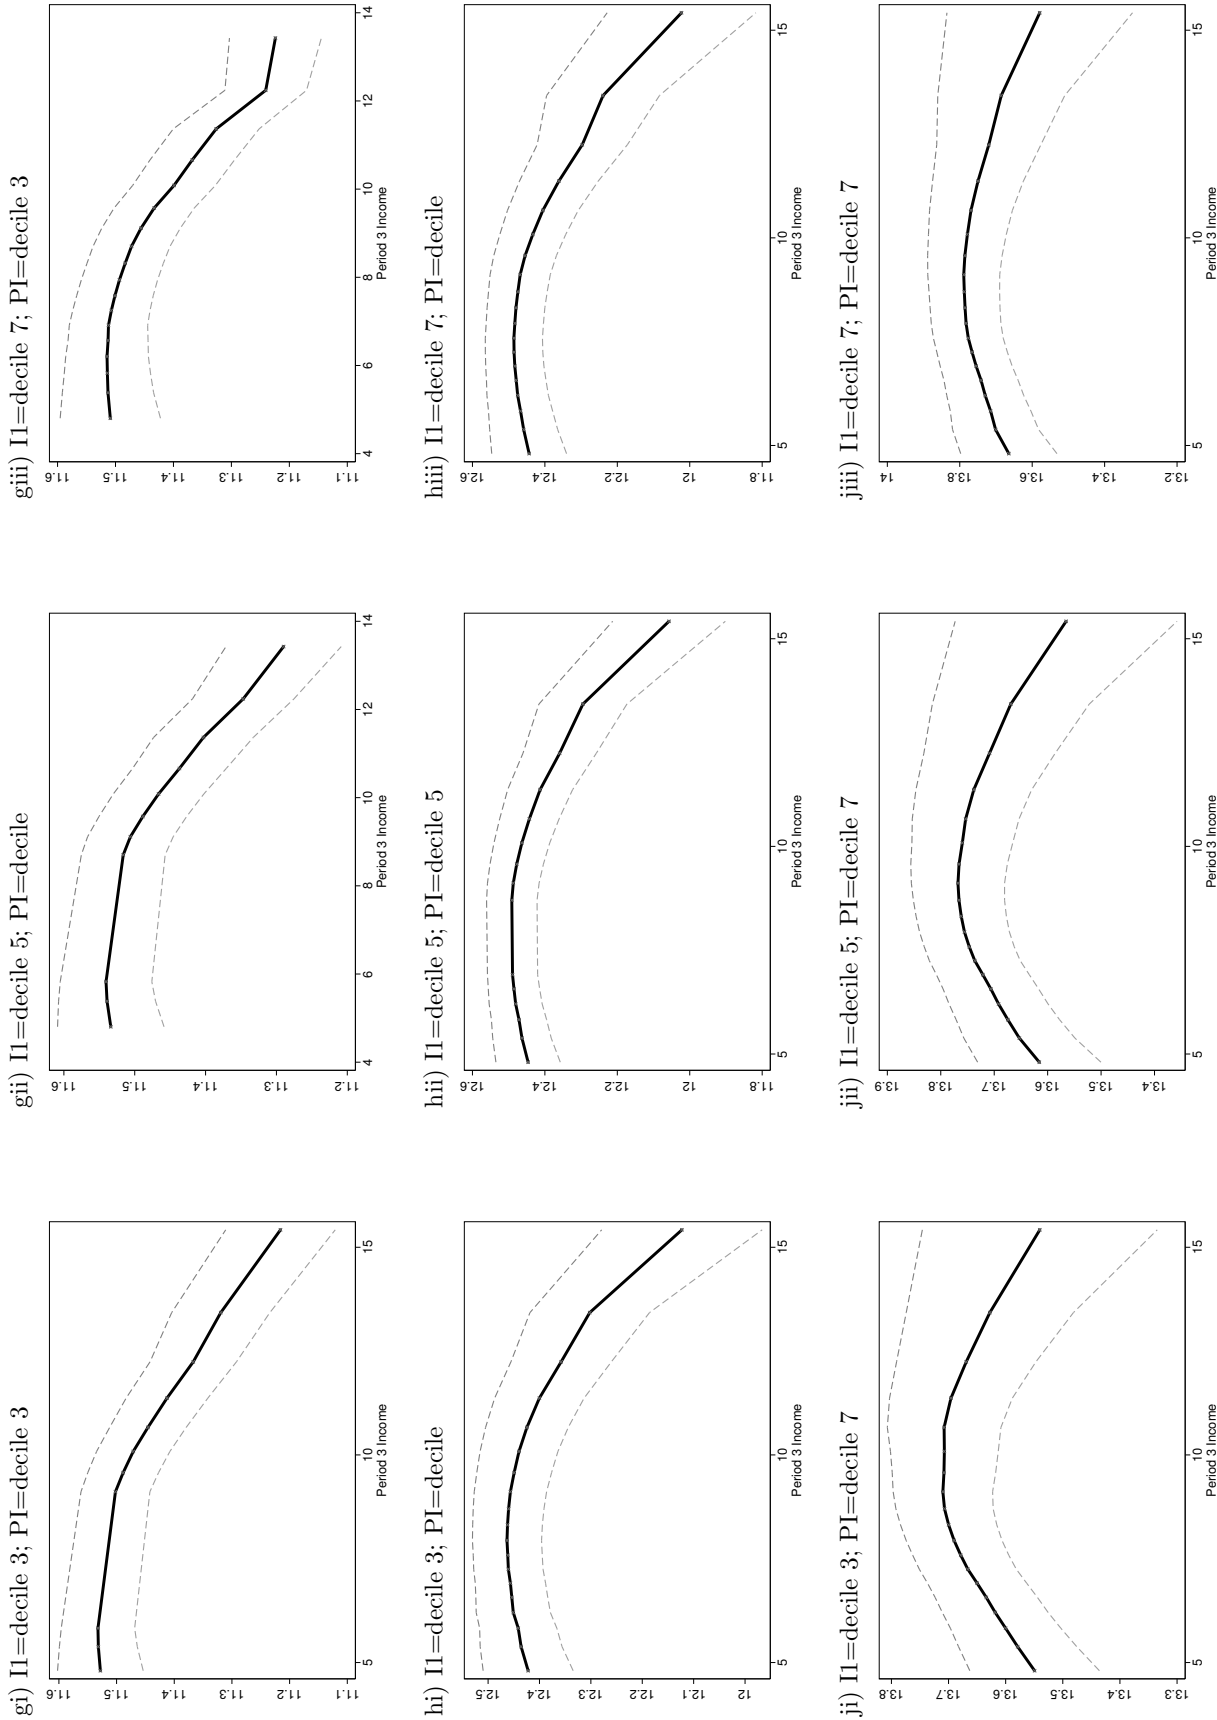 gi) I1=decile 3; PI=decile 3
11.6
11.5
11.4
11.3
11.2
11.1
5 10 15
Period 3 Income
gii) I1=decile 5; PI=decile
11.6
11.5
11.4
11.3
11.2
4 6 8 10 12 14
Period 3 Income
giii) I1=decile 7; PI=decile 3
11.6
11.5
11.4
11.3
11.2
11.1
4 6 8 10 12 14
Period 3 Income
hi) I1=decile 3; PI=decile
12.5
12.4
12.3
12.2
12.1
12
5 10 15
Period 3 Income
hii) I1=decile 5; PI=decile 5
12.6
12.4
12.2
12
11.8
5 10 15
Period 3 Income
hiii) I1=decile 7; PI=decile
12.6
12.4
12.2
12
11.8
5 10 15
Period 3 Income
ji) I1=decile 3; PI=decile 7
13.8
13.7
13.6
13.5
13.4
13.3
5 10 15
Period 3 Income
jii) I1=decile 5; PI=decile 7
13.9
13.8
13.7
13.6
13.5
13.4
5 10 15
Period 3 Income
jiii) I1=decile 7; PI=decile 7
14
13.8
13.6
13.4
13.2
5 10 15
Period 3 Income